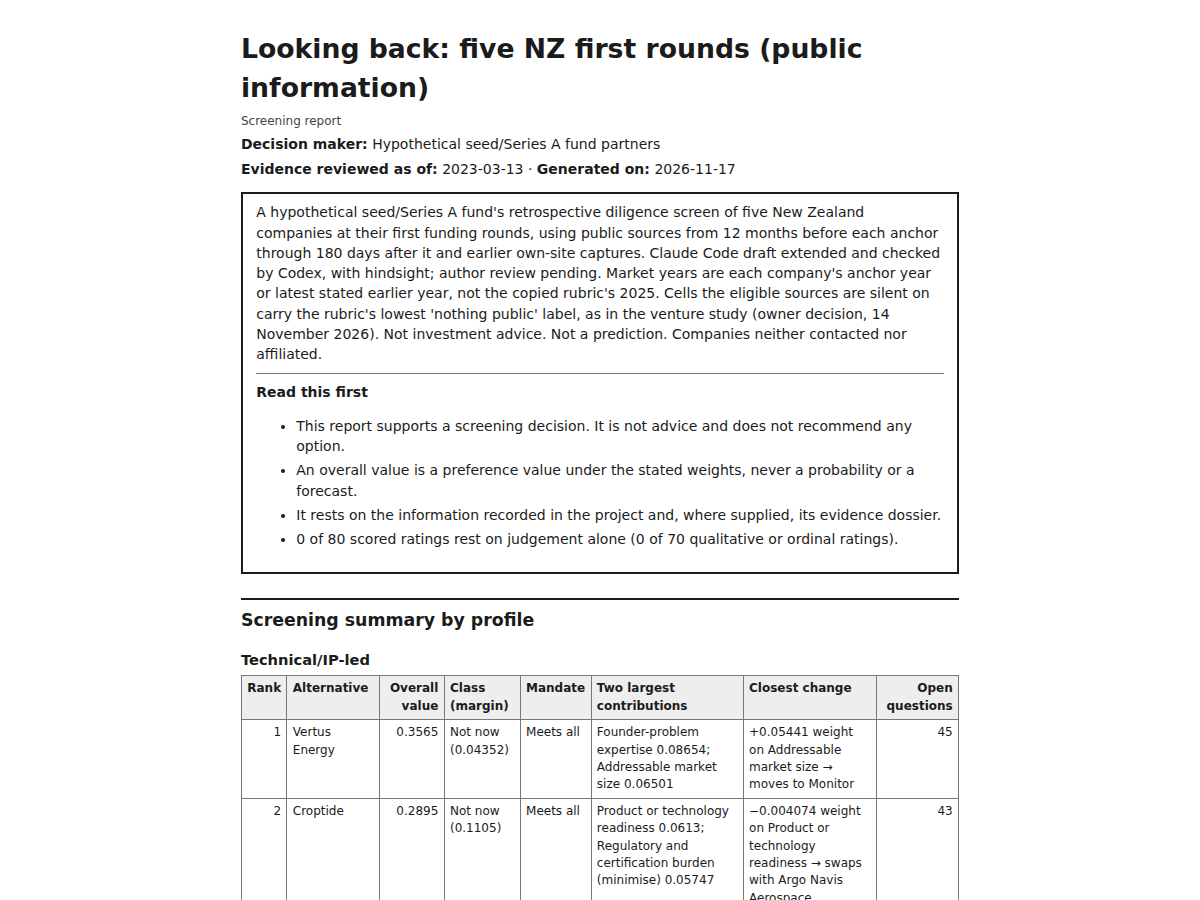 Looking back: five NZ first rounds (public
information)
Screening report
Decision maker: Hypothetical seed/Series A fund partners
Evidence reviewed as of: 2023-03-13 · Generated on: 2026-11-17
A hypothetical seed/Series A fund's retrospective diligence screen of five New Zealand
companies at their first funding rounds, using public sources from 12 months before each anchor
through 180 days after it and earlier own-site captures. Claude Code draft extended and checked
by Codex, with hindsight; author review pending. Market years are each company's anchor year
or latest stated earlier year, not the copied rubric's 2025. Cells the eligible sources are silent on
carry the rubric's lowest 'nothing public' label, as in the venture study (owner decision, 14
November 2026). Not investment advice. Not a prediction. Companies neither contacted nor
affiliated.
Read this first
• This report supports a screening decision. It is not advice and does not recommend any
option.
• An overall value is a preference value under the stated weights, never a probability or a
forecast.
• It rests on the information recorded in the project and, where supplied, its evidence dossier.
• 0 of 80 scored ratings rest on judgement alone (0 of 70 qualitative or ordinal ratings).
Screening summary by profile
Technical/IP-led
Rank Alternative Overall value Class (margin) Mandate Two largest contributions Closest change Open questions
1 Vertus Energy 0.3565 Not now (0.04352) Meets all Founder-problem expertise 0.08654; Addressable market size 0.06501 +0.05441 weight on Addressable market size → moves to Monitor 45
2 Croptide 0.2895 Not now (0.1105) Meets all Product or technology readiness 0.0613; Regulatory and certification burden (minimise) 0.05747 −0.004074 weight on Product or technology readiness → swaps with Argo Navis Aerospace 43